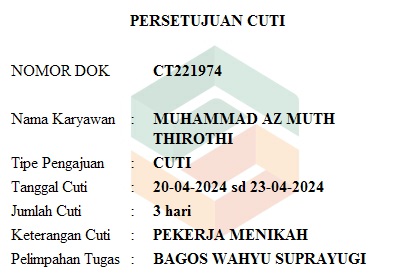 PERSETUJUAN CUTI
NOMOR DOK CT221974
Nama Karyawan : MUHAMMAD AZ MUTH
THIROTHI
Tipe Pengajuan : CUTI
Tanggal Cuti : 20-04-2024 sd 23-04-2024
Jumlah Cuti : 3 hari
Keterangan Cuti : PEKERJA MENIKAH
Pelimpahan Tugas : BAGOS WAHYU SUPRAYUGI